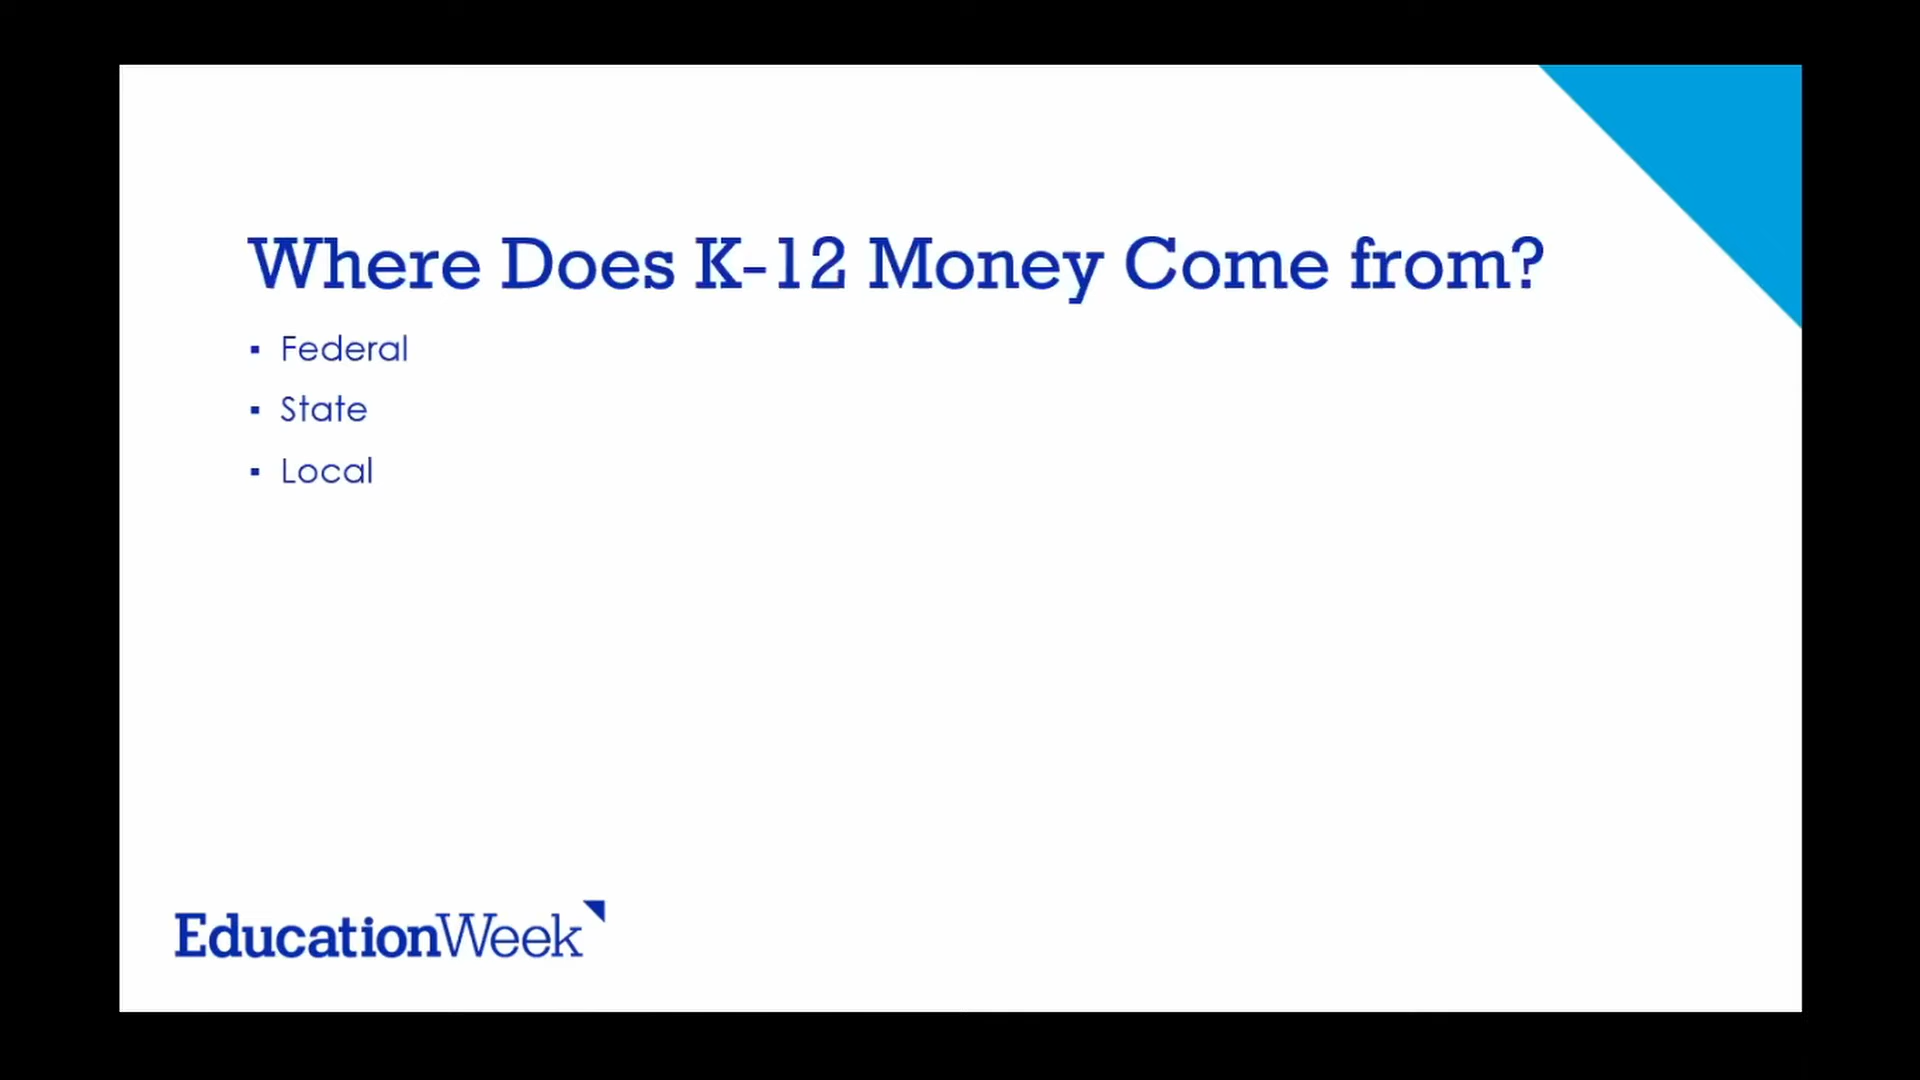 Where Does K-12 Money Come from?
▪ Federal
▪ State
▪ Local
EducationWeek